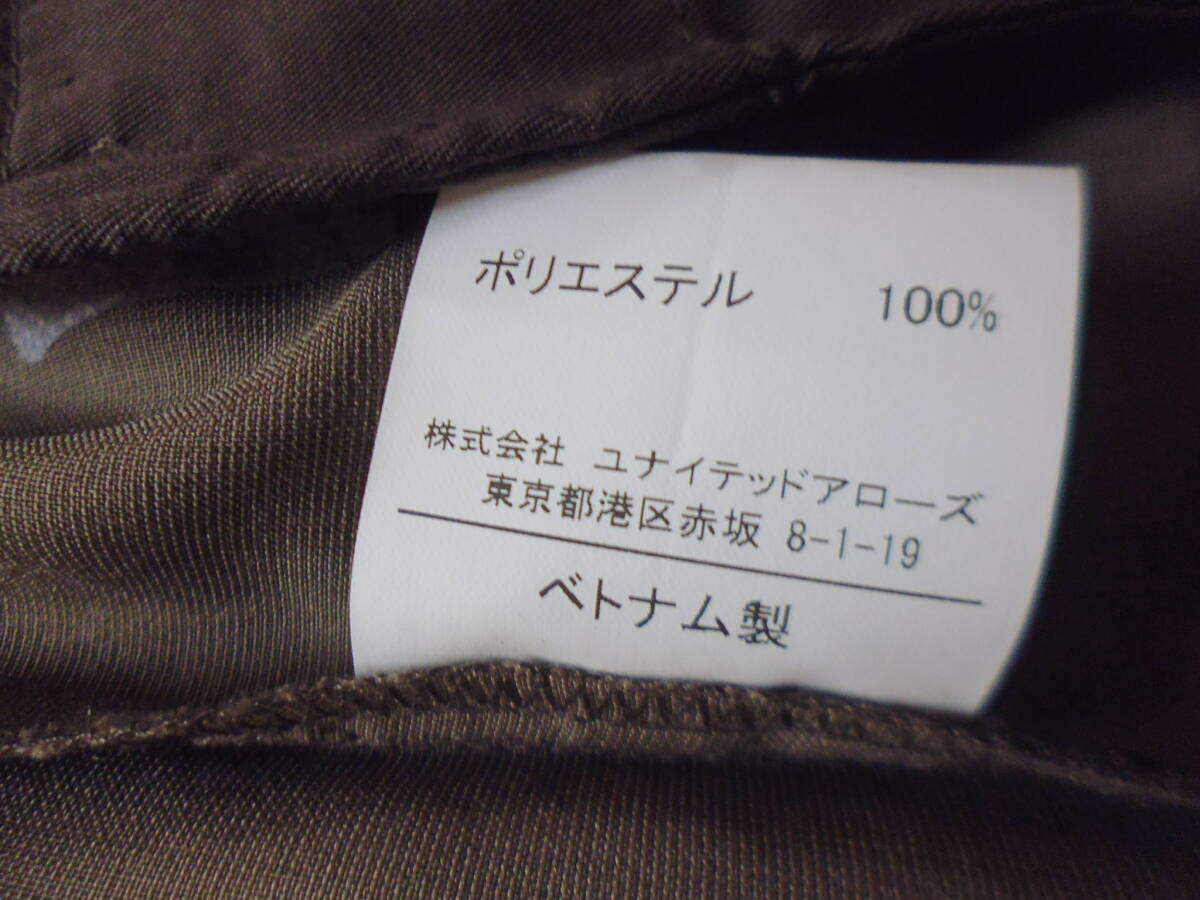 ポリエステル 100%
株式会社 ユナイテッドアローズ
東京都港区赤坂 8-1-19
ベトナム製